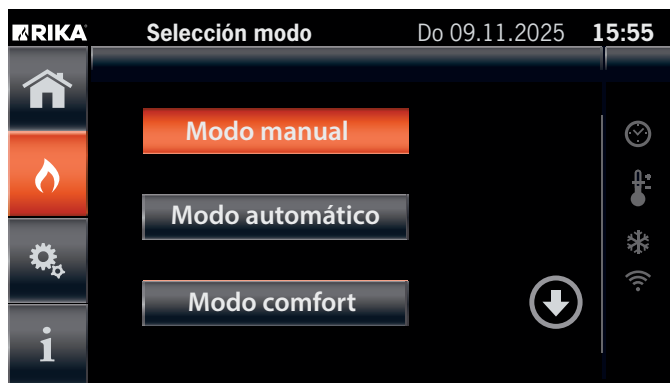 RIKA Selección modo Do 09.11.2025 15:55
Modo manual
Modo automático
Modo comfort
i